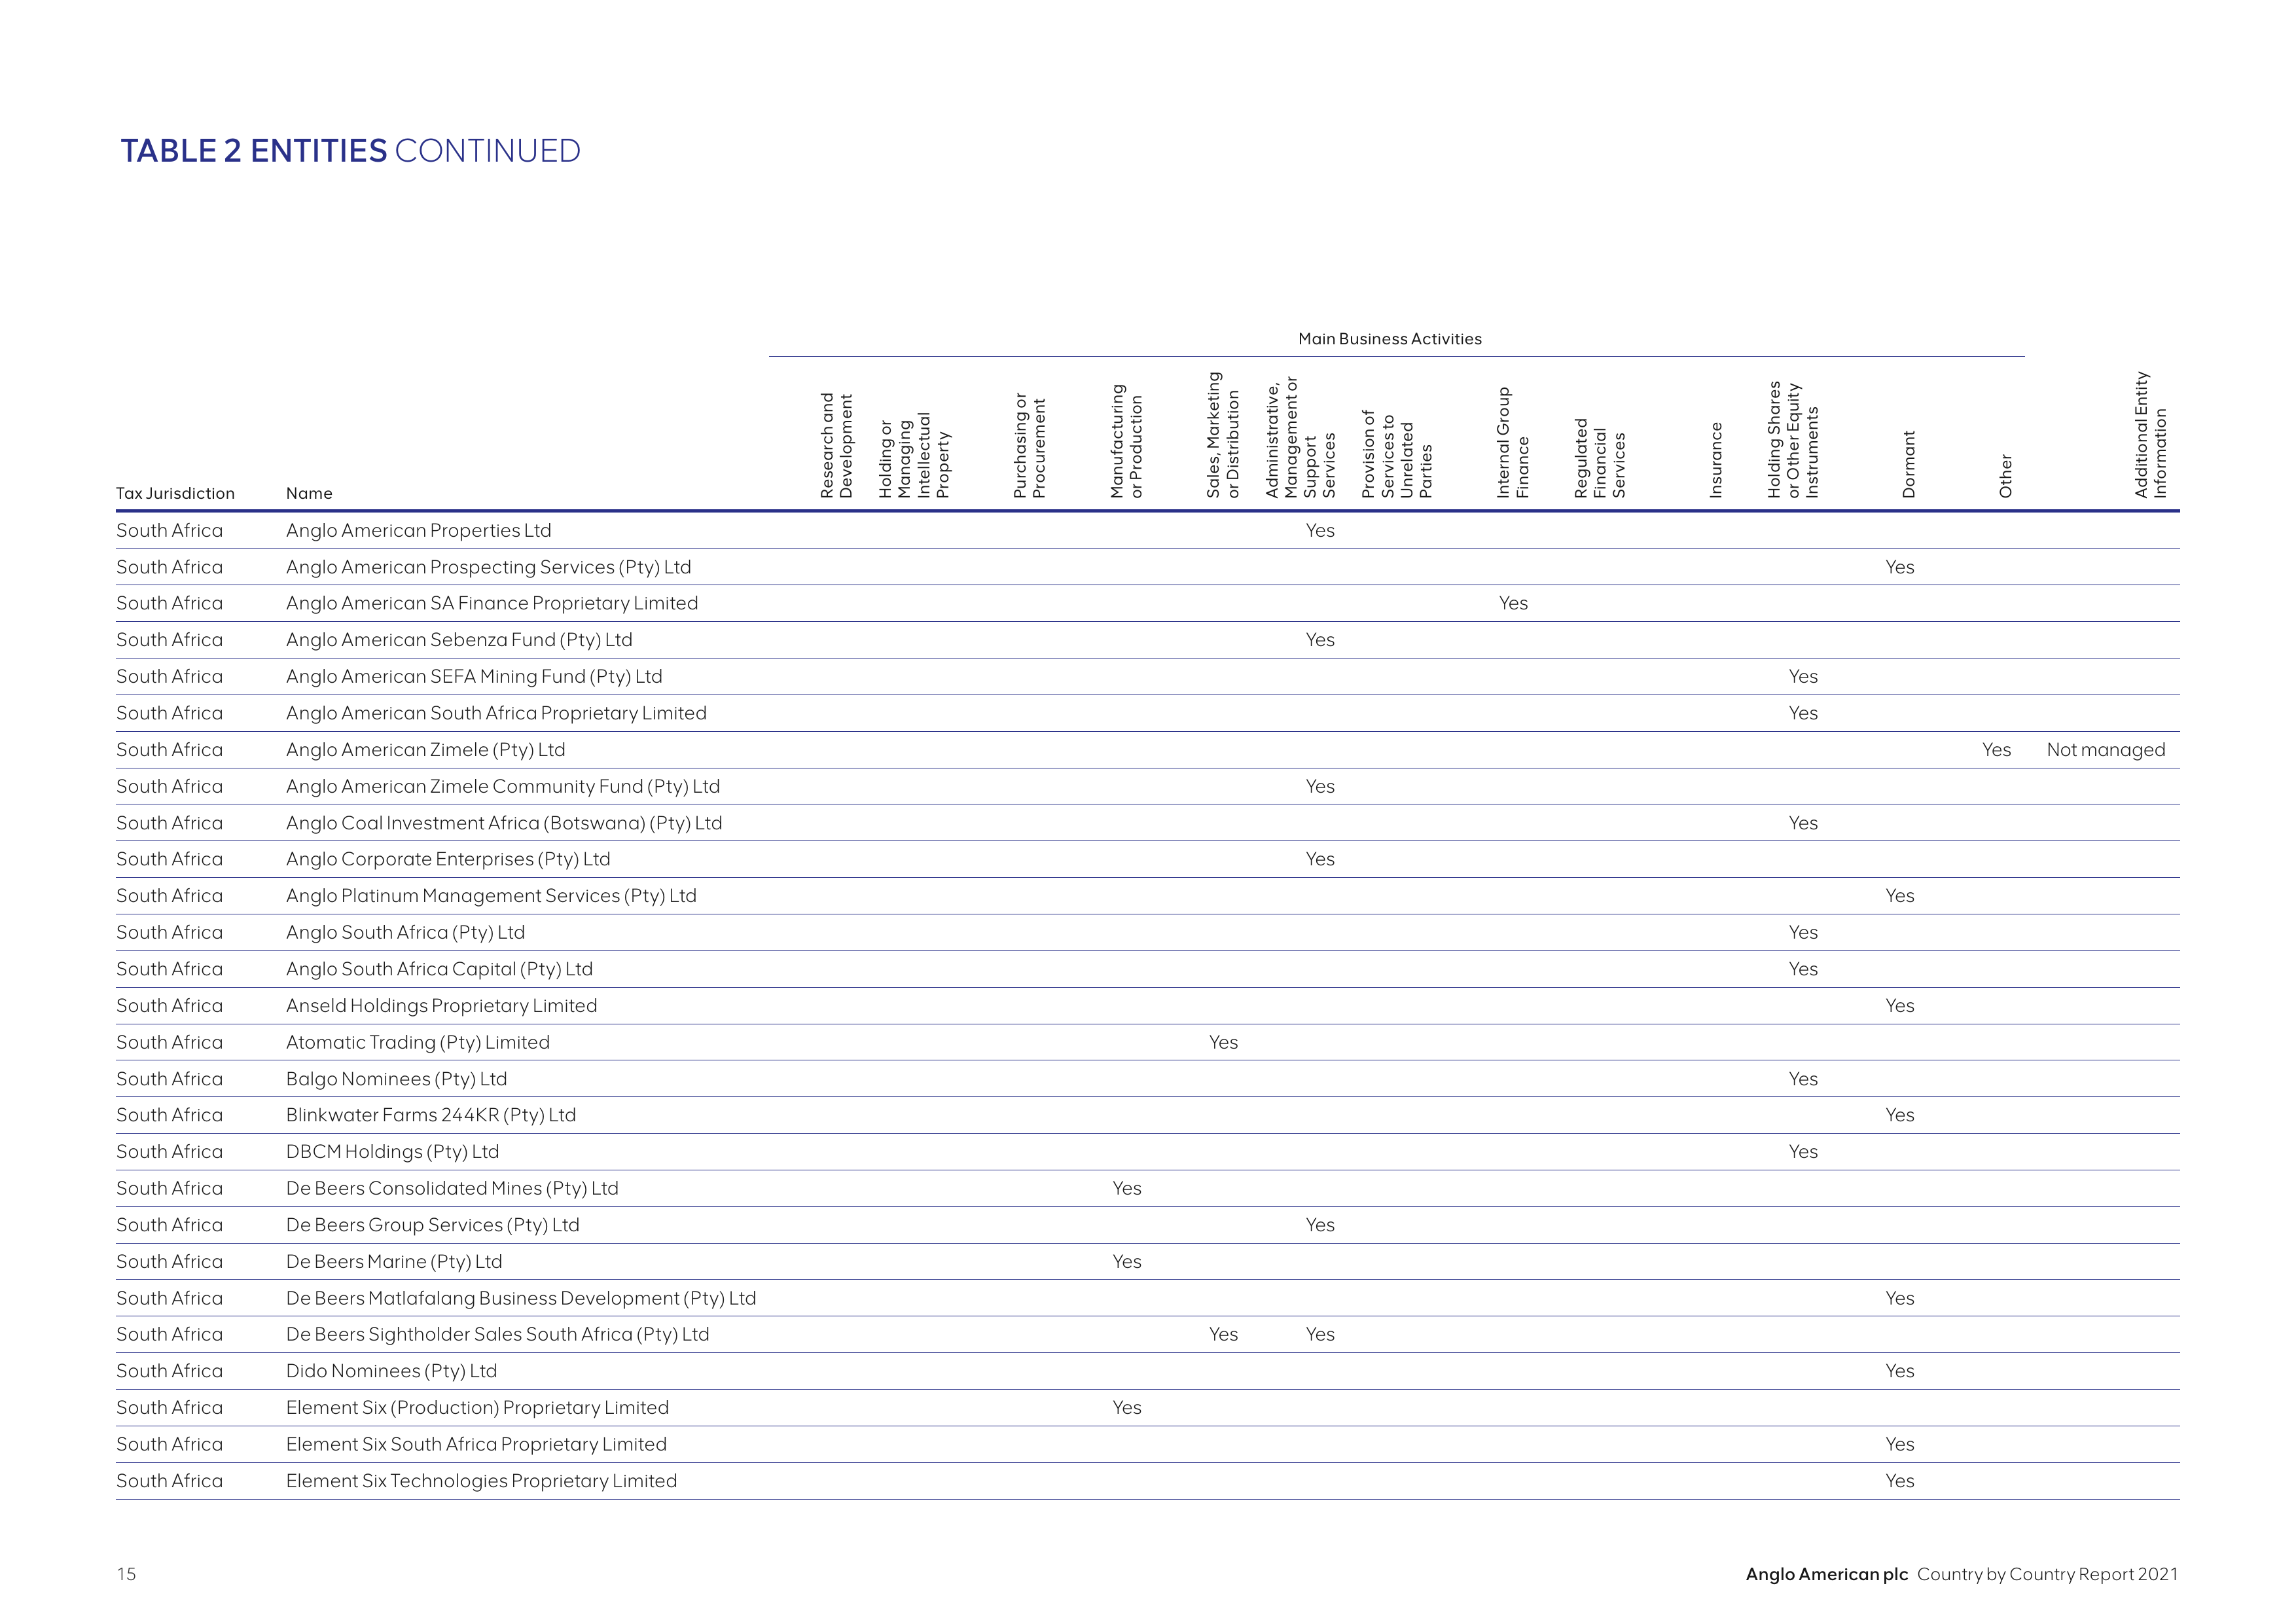 TABLE 2 ENTITIES CONTINUED
Main Business Activities
Tax Jurisdiction
Name
Research and
Development
Holding or
Managing
Intellectual
Property
Purchasing or
Procurement
Manufacturing
or Production
Sales, Marketing
or Distribution
Administrative,
Management or
Support
Services
Provision of
Services to
Unrelated
Parties
Internal Group
Finance
Regulated
Financial
Services
Insurance
Holding Shares
or Other Equity
Instruments
Dormant
Other
Additional Entity
Information
South Africa Anglo American Properties Ltd Yes
South Africa Anglo American Prospecting Services (Pty) Ltd Yes
South Africa Anglo American SA Finance Proprietary Limited Yes
South Africa Anglo American Sebenza Fund (Pty) Ltd Yes
South Africa Anglo American SEFA Mining Fund (Pty) Ltd Yes
South Africa Anglo American South Africa Proprietary Limited Yes
South Africa Anglo American Zimele (Pty) Ltd Yes Not managed
South Africa Anglo American Zimele Community Fund (Pty) Ltd Yes
South Africa Anglo Coal Investment Africa (Botswana) (Pty) Ltd Yes
South Africa Anglo Corporate Enterprises (Pty) Ltd Yes
South Africa Anglo Platinum Management Services (Pty) Ltd Yes
South Africa Anglo South Africa (Pty) Ltd Yes
South Africa Anglo South Africa Capital (Pty) Ltd Yes
South Africa Anseld Holdings Proprietary Limited Yes
South Africa Atomatic Trading (Pty) Limited Yes
South Africa Balgo Nominees (Pty) Ltd Yes
South Africa Blinkwater Farms 244KR (Pty) Ltd Yes
South Africa DBCM Holdings (Pty) Ltd Yes
South Africa De Beers Consolidated Mines (Pty) Ltd Yes
South Africa De Beers Group Services (Pty) Ltd Yes
South Africa De Beers Marine (Pty) Ltd Yes
South Africa De Beers Matlafalang Business Development (Pty) Ltd Yes
South Africa De Beers Sightholder Sales South Africa (Pty) Ltd Yes Yes
South Africa Dido Nominees (Pty) Ltd Yes
South Africa Element Six (Production) Proprietary Limited Yes
South Africa Element Six South Africa Proprietary Limited Yes
South Africa Element Six Technologies Proprietary Limited Yes
15
Anglo American plc Country by Country Report 2021